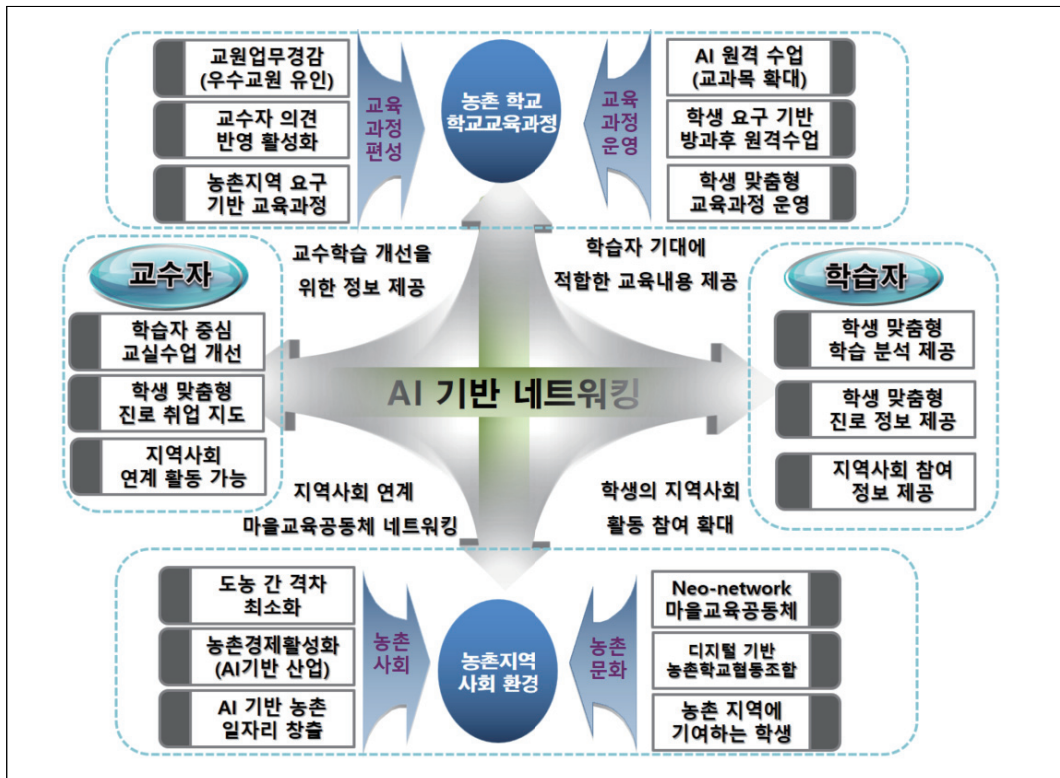 교원업무경감
(우수교원 유인)
교수자 의견
반영 활성화
농촌지역 요구
기반 교육과정
교육
과정
편성
농촌 학교
학교교육과정
교육
과정
운영
AI 원격 수업
(교과목 확대)
학생 요구 기반
방과후 원격수업
학생 맞춤형
교육과정 운영
교수학습 개선을
위한 정보 제공
학습자 기대에
적합한 교육내용 제공
교수자
학습자 중심
교실수업 개선
학생 맞춤형
진로 취업 지도
지역사회
연계 활동 가능
AI 기반 네트워킹
학습자
학생 맞춤형
학습 분석 제공
학생 맞춤형
진로 정보 제공
지역사회 참여
정보 제공
지역사회 연계
마을교육공동체 네트워킹
학생의 지역사회
활동 참여 확대
도농 간 격차
최소화
농촌경제활성화
(AI기반 산업)
AI 기반 농촌
일자리 창출
농촌
사회
농촌지역
사회 환경
농촌
문화
Neo-network
마을교육공동체
디지털 기반
농촌학교협동조합
농촌 지역에
기여하는 학생